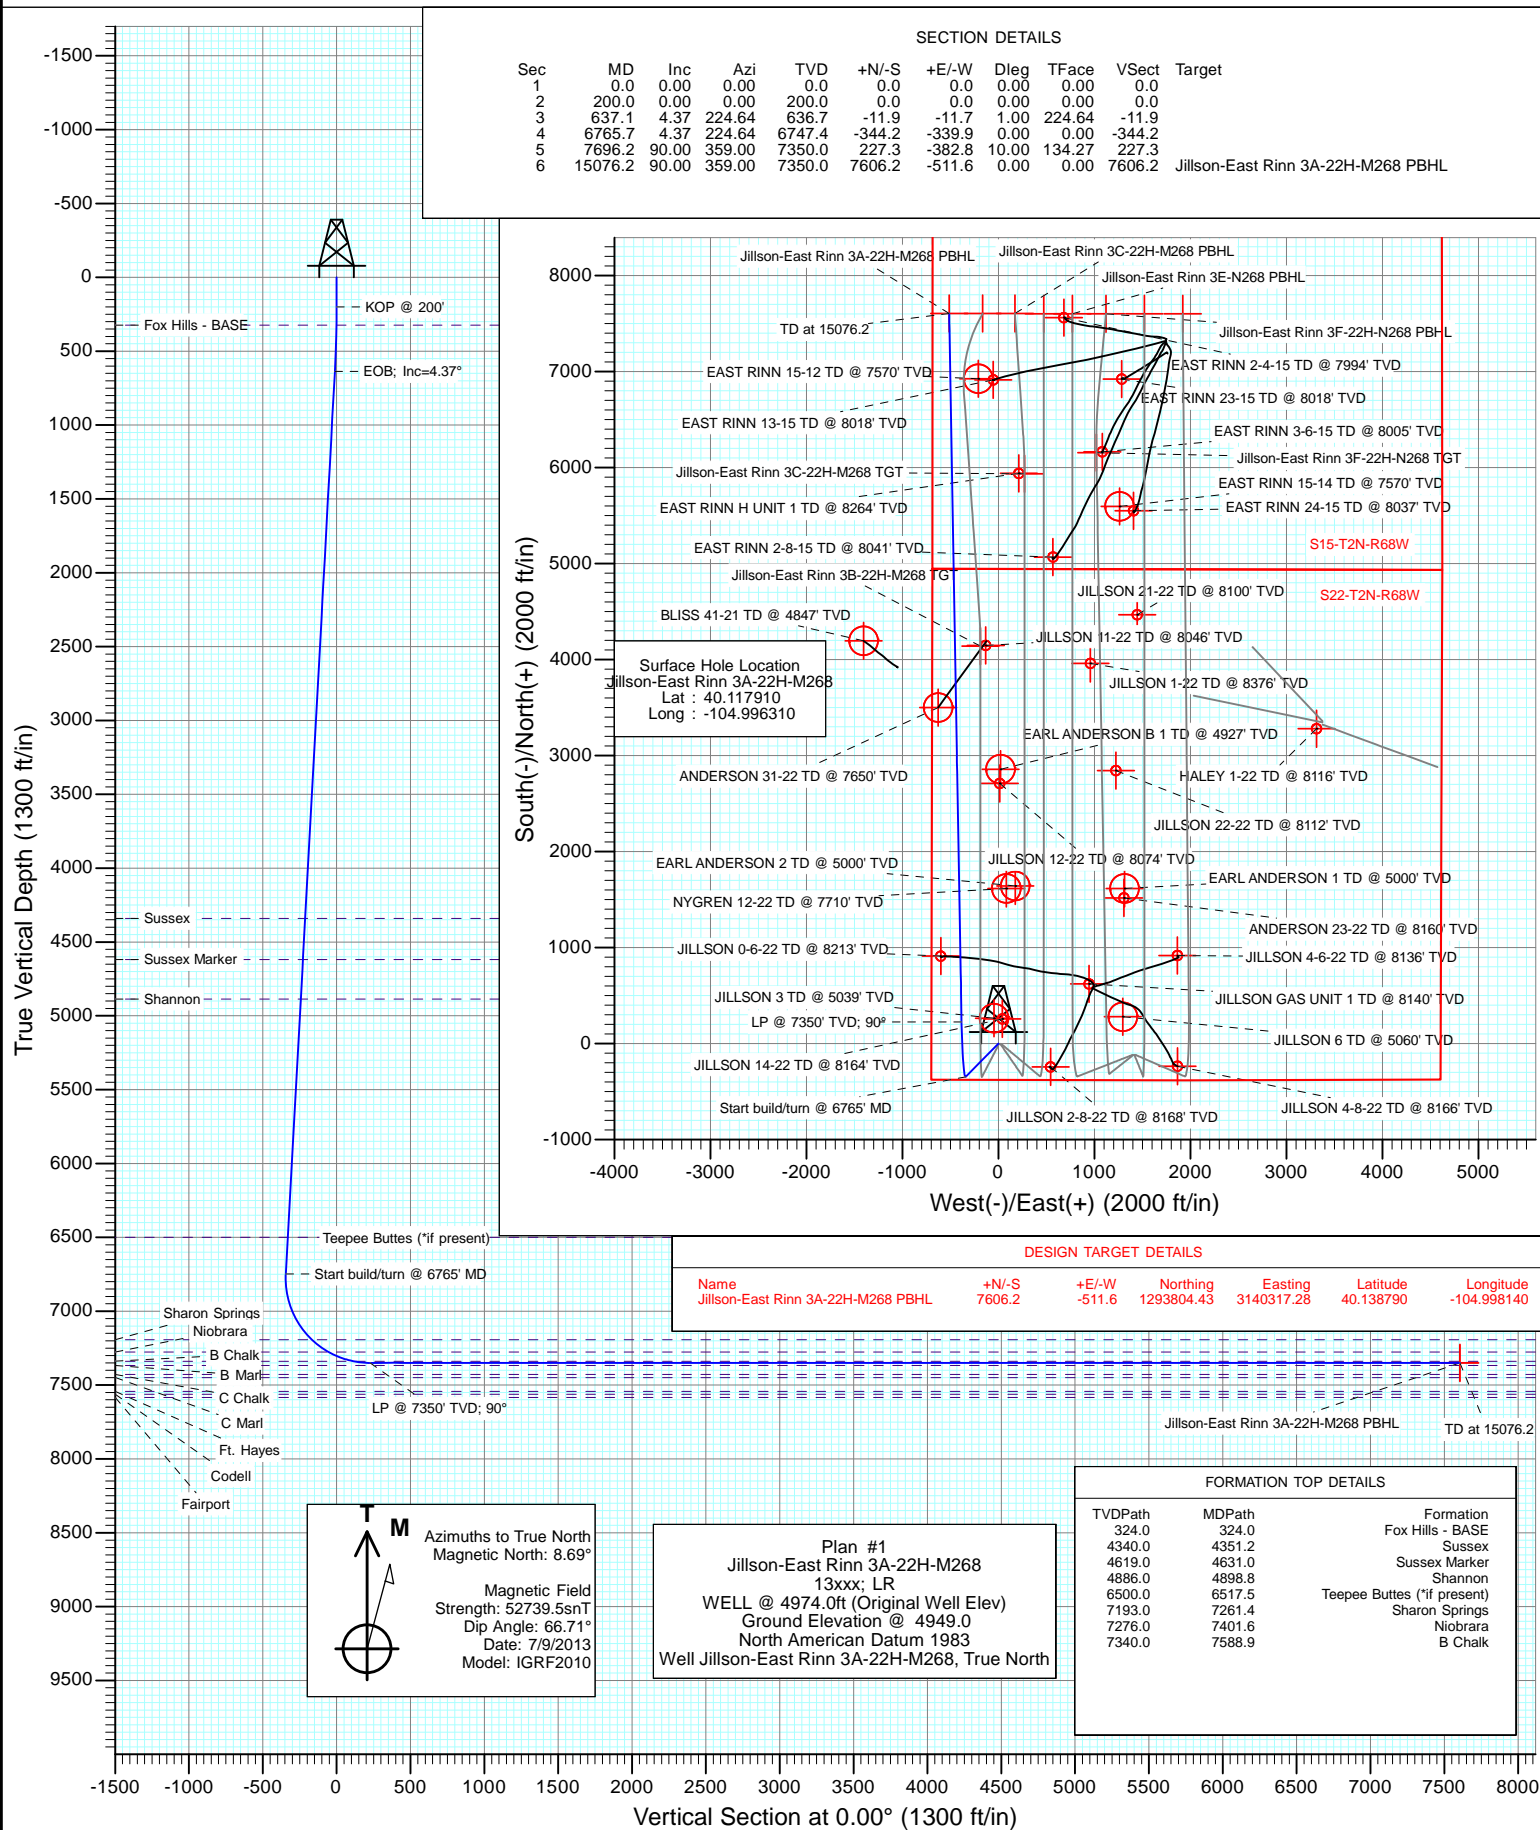 SECTION DETAILS
Sec MD Inc Azi TVD +N/-S +E/-W Dleg TFace VSect Target
1 0.0 0.00 0.00 0.0 0.0 0.0 0.00 0.00 0.0
2 200.0 0.00 0.00 200.0 0.0 0.0 0.00 0.00 0.0
3 637.1 4.37 224.64 636.7 -11.9 -11.7 1.00 224.64 -11.9
4 6765.7 4.37 224.64 6747.4 -344.2 -339.9 0.00 0.00 -344.2
5 7696.2 90.00 359.00 7350.0 227.3 -382.8 10.00 134.27 227.3
6 15076.2 90.00 359.00 7350.0 7606.2 -511.6 0.00 0.00 7606.2 Jillson-East Rinn 3A-22H-M268 PBHL
True Vertical Depth (1300 ft/in)
-1500
-1000
-500
0
500
1000
1500
2000
2500
3000
3500
4000
4500
5000
5500
6000
6500
7000
7500
8000
8500
9000
9500
KOP @ 200'
Fox Hills - BASE
EOB; Inc=4.37°
Sussex
Sussex Marker
Shannon
Teepee Buttes (*if present)
Start build/turn @ 6765' MD
Sharon Springs
Niobrara
B Chalk
B Marl
C Chalk
C Marl
Ft. Hayes
Codell
Fairport
LP @ 7350' TVD; 90°
Jillson-East Rinn 3A-22H-M268 PBHL
TD at 15076.2
-1500 -1000 -500 0 500 1000 1500 2000 2500 3000 3500 4000 4500 5000 5500 6000 6500 7000 7500 8000
Vertical Section at 0.00° (1300 ft/in)
South(-)/North(+) (2000 ft/in)
8000
7000
6000
5000
4000
3000
2000
1000
0
-1000
-4000 -3000 -2000 -1000 0 1000 2000 3000 4000 5000
West(-)/East(+) (2000 ft/in)
Jillson-East Rinn 3A-22H-M268 PBHL
Jillson-East Rinn 3C-22H-M268 PBHL
Jillson-East Rinn 3E-N268 PBHL
TD at 15076.2
Jillson-East Rinn 3F-22H-N268 PBHL
EAST RINN 15-12 TD @ 7570' TVD
EAST RINN 2-4-15 TD @ 7994' TVD
EAST RINN 23-15 TD @ 8018' TVD
EAST RINN 13-15 TD @ 8018' TVD
EAST RINN 3-6-15 TD @ 8005' TVD
Jillson-East Rinn 3C-22H-M268 TGT
Jillson-East Rinn 3F-22H-N268 TGT
EAST RINN 15-14 TD @ 7570' TVD
EAST RINN H UNIT 1 TD @ 8264' TVD
EAST RINN 24-15 TD @ 8037' TVD
EAST RINN 2-8-15 TD @ 8041' TVD
S15-T2N-R68W
Jillson-East Rinn 3B-22H-M268 TGT
JILLSON 21-22 TD @ 8100' TVD
S22-T2N-R68W
BLISS 41-21 TD @ 4847' TVD
JILLSON 11-22 TD @ 8046' TVD
Surface Hole Location
Jillson-East Rinn 3A-22H-M268
Lat : 40.117910
Long : -104.996310
JILLSON 1-22 TD @ 8376' TVD
EARL ANDERSON B 1 TD @ 4927' TVD
ANDERSON 31-22 TD @ 7650' TVD
HALEY 1-22 TD @ 8116' TVD
JILLSON 22-22 TD @ 8112' TVD
EARL ANDERSON 2 TD @ 5000' TVD
JILLSON 12-22 TD @ 8074' TVD
EARL ANDERSON 1 TD @ 5000' TVD
NYGREN 12-22 TD @ 7710' TVD
ANDERSON 23-22 TD @ 8160' TVD
JILLSON 0-6-22 TD @ 8213' TVD
JILLSON 4-6-22 TD @ 8136' TVD
JILLSON 3 TD @ 5039' TVD
JILLSON GAS UNIT 1 TD @ 8140' TVD
LP @ 7350' TVD; 90°
JILLSON 6 TD @ 5060' TVD
JILLSON 14-22 TD @ 8164' TVD
Start build/turn @ 6765' MD
JILLSON 2-8-22 TD @ 8168' TVD
JILLSON 4-8-22 TD @ 8166' TVD
DESIGN TARGET DETAILS
Name +N/-S +E/-W Northing Easting Latitude Longitude
Jillson-East Rinn 3A-22H-M268 PBHL 7606.2 -511.6 1293804.43 3140317.28 40.138790 -104.998140
T
M
Azimuths to True North
Magnetic North: 8.69°
Magnetic Field
Strength: 52739.5snT
Dip Angle: 66.71°
Date: 7/9/2013
Model: IGRF2010
Plan #1
Jillson-East Rinn 3A-22H-M268
13xxx; LR
WELL @ 4974.0ft (Original Well Elev)
Ground Elevation @ 4949.0
North American Datum 1983
Well Jillson-East Rinn 3A-22H-M268, True North
FORMATION TOP DETAILS
TVDPath MDPath Formation
324.0 324.0 Fox Hills - BASE
4340.0 4351.2 Sussex
4619.0 4631.0 Sussex Marker
4886.0 4898.8 Shannon
6500.0 6517.5 Teepee Buttes (*if present)
7193.0 7261.4 Sharon Springs
7276.0 7401.6 Niobrara
7340.0 7588.9 B Chalk